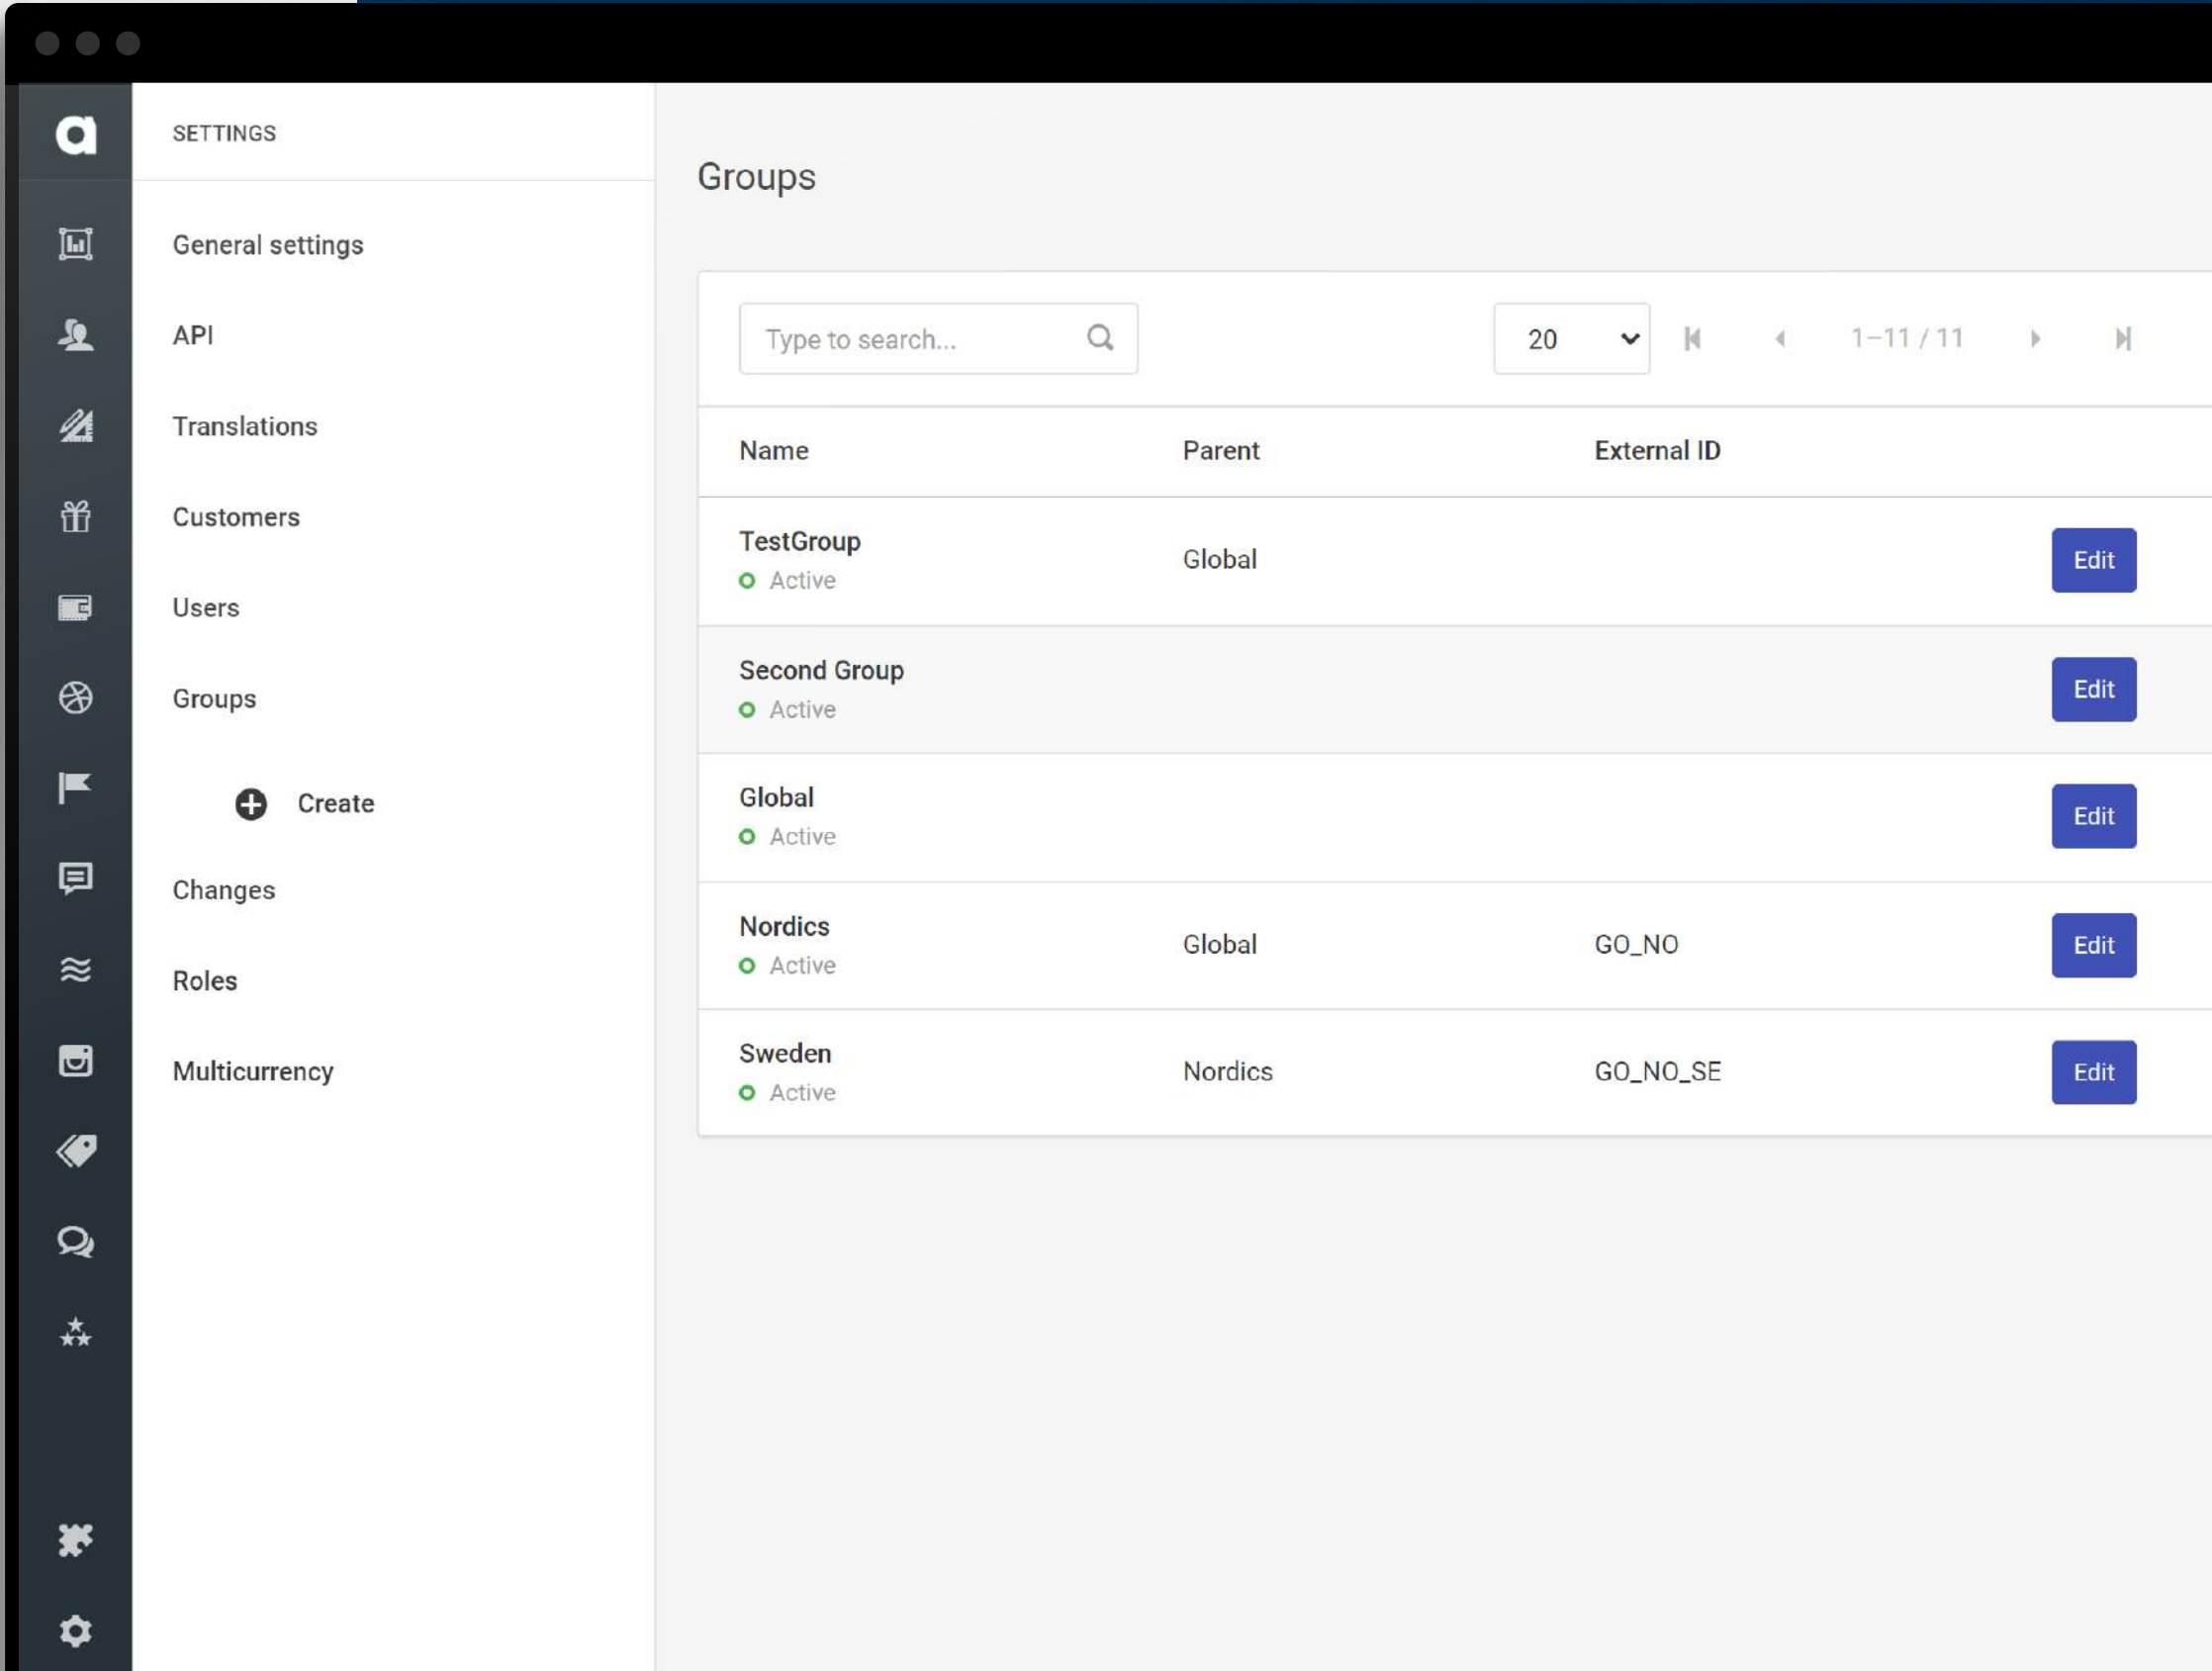 a
SETTINGS
General settings
API
Translations
Customers
Users
Groups
Create
Changes
Roles
Multicurrency
Groups
Type to search...
20
1–11 / 11
Name Parent External ID
TestGroup
Active
Global
Edit
Second Group
Active
Edit
Global
Active
Edit
Nordics
Active
Global
GO_NO
Edit
Sweden
Active
Nordics
GO_NO_SE
Edit